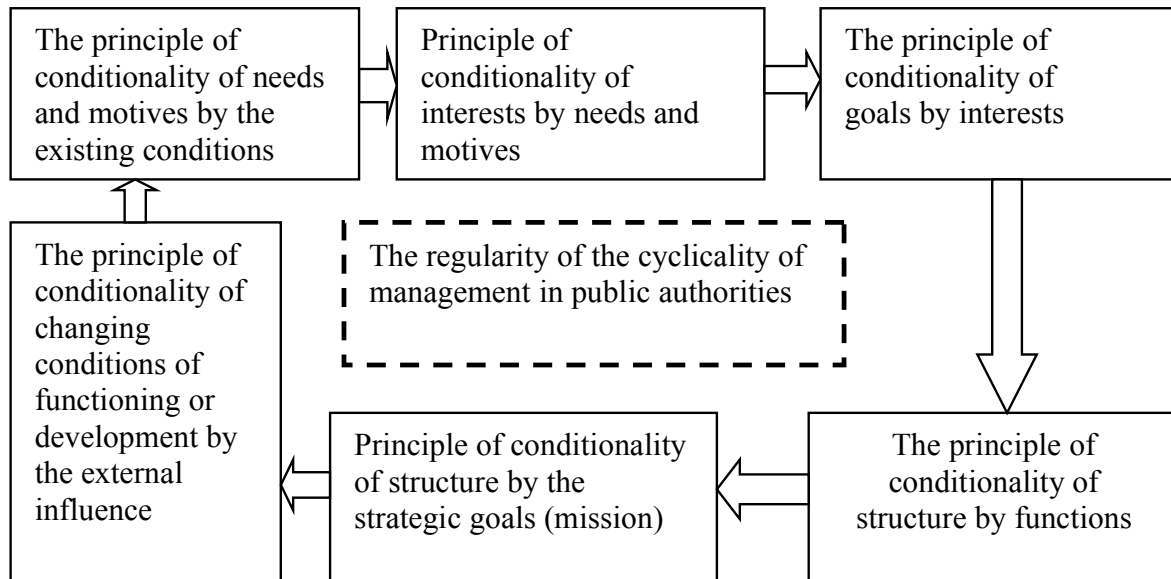 The principle of
conditionality of needs
and motives by the
existing conditions
Principle of
conditionality of
interests by needs and
motives
The principle of
conditionality of
goals by interests
The regularity of the cyclicality of
management in public authorities
The principle of
conditionality of
changing
conditions of
functioning or
development by
the external
influence
Principle of conditionality
of structure by the
strategic goals (mission)
The principle of
conditionality of
structure by functions